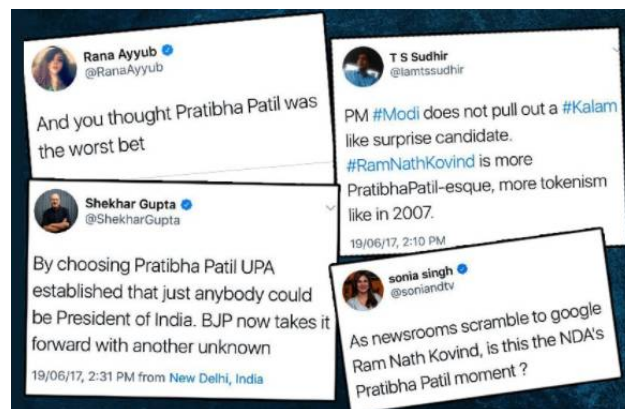 Rana Ayyub
@RanaAyyub
And you thought Pratibha Patil was
the worst bet
T S Sudhir
@Iamtssudhir
PM #Modi does not pull out a #Kalam
like surprise candidate.
#RamNathKovind is more
PratibhaPatil-esque, more tokenism
like in 2007.
19/06/17, 2:10 PM
Shekhar Gupta
@ShekharGupta
By choosing Pratibha Patil UPA
established that just anybody could
be President of India. BJP now takes it
forward with another unknown
19/06/17, 2:31 PM from New Delhi, India
sonia singh
@soniandtv
As newsrooms scramble to google
Ram Nath Kovind, is this the NDA's
Pratibha Patil moment ?